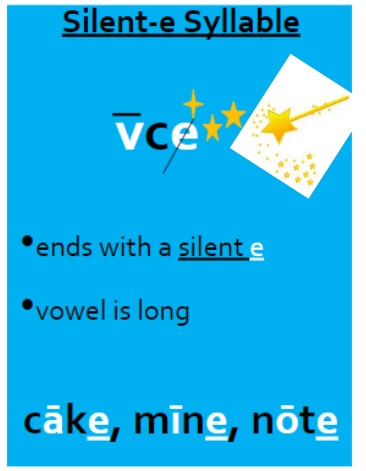 Silent-e Syllable
v̄ce
•ends with a silent e
•vowel is long
cāke, mīne, nōte